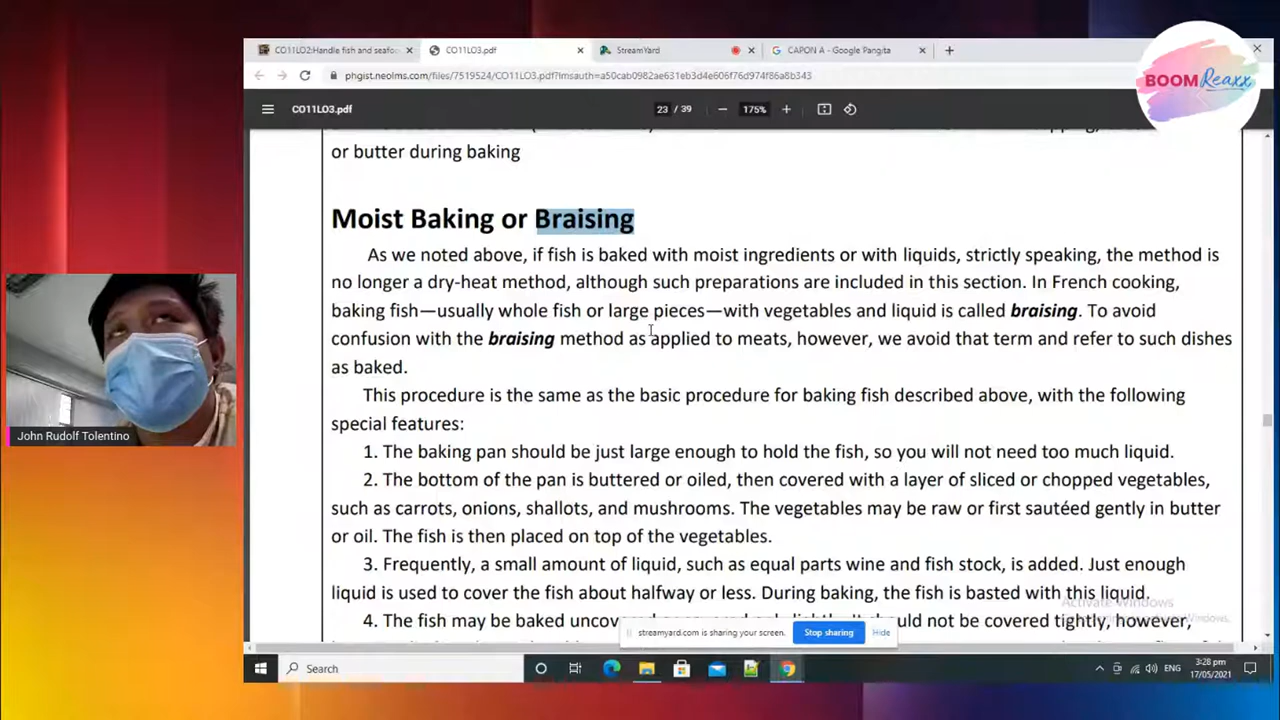 CO11LO2:Handle fish and seafo
CO11LO3.pdf
StreamYard
CAPON A - Google Pangita
BOOM Reaxx
phgist.neolms.com/files/7519524/CO11LO3.pdf?lmsauth=a50cab0982ae631eb3d4e606f76d974f86a8b343
CO11LO3.pdf
23 / 39
175%
or butter during baking
Moist Baking or Braising
As we noted above, if fish is baked with moist ingredients or with liquids, strictly speaking, the method is
no longer a dry-heat method, although such preparations are included in this section. In French cooking,
baking fish—usually whole fish or large pieces—with vegetables and liquid is called braising. To avoid
confusion with the braising method as applied to meats, however, we avoid that term and refer to such dishes
as baked.
This procedure is the same as the basic procedure for baking fish described above, with the following
special features:
1. The baking pan should be just large enough to hold the fish, so you will not need too much liquid.
2. The bottom of the pan is buttered or oiled, then covered with a layer of sliced or chopped vegetables,
such as carrots, onions, shallots, and mushrooms. The vegetables may be raw or first sautéed gently in butter
or oil. The fish is then placed on top of the vegetables.
3. Frequently, a small amount of liquid, such as equal parts wine and fish stock, is added. Just enough
liquid is used to cover the fish about halfway or less. During baking, the fish is basted with this liquid.
4. The fish may be baked uncov
not be covered tightly, however,
John Rudolf Tolentino
Activate Windows
streamyard.com is sharing your screen.
Stop sharing
Hide
Search
ENG
3:28 pm
17/05/2021